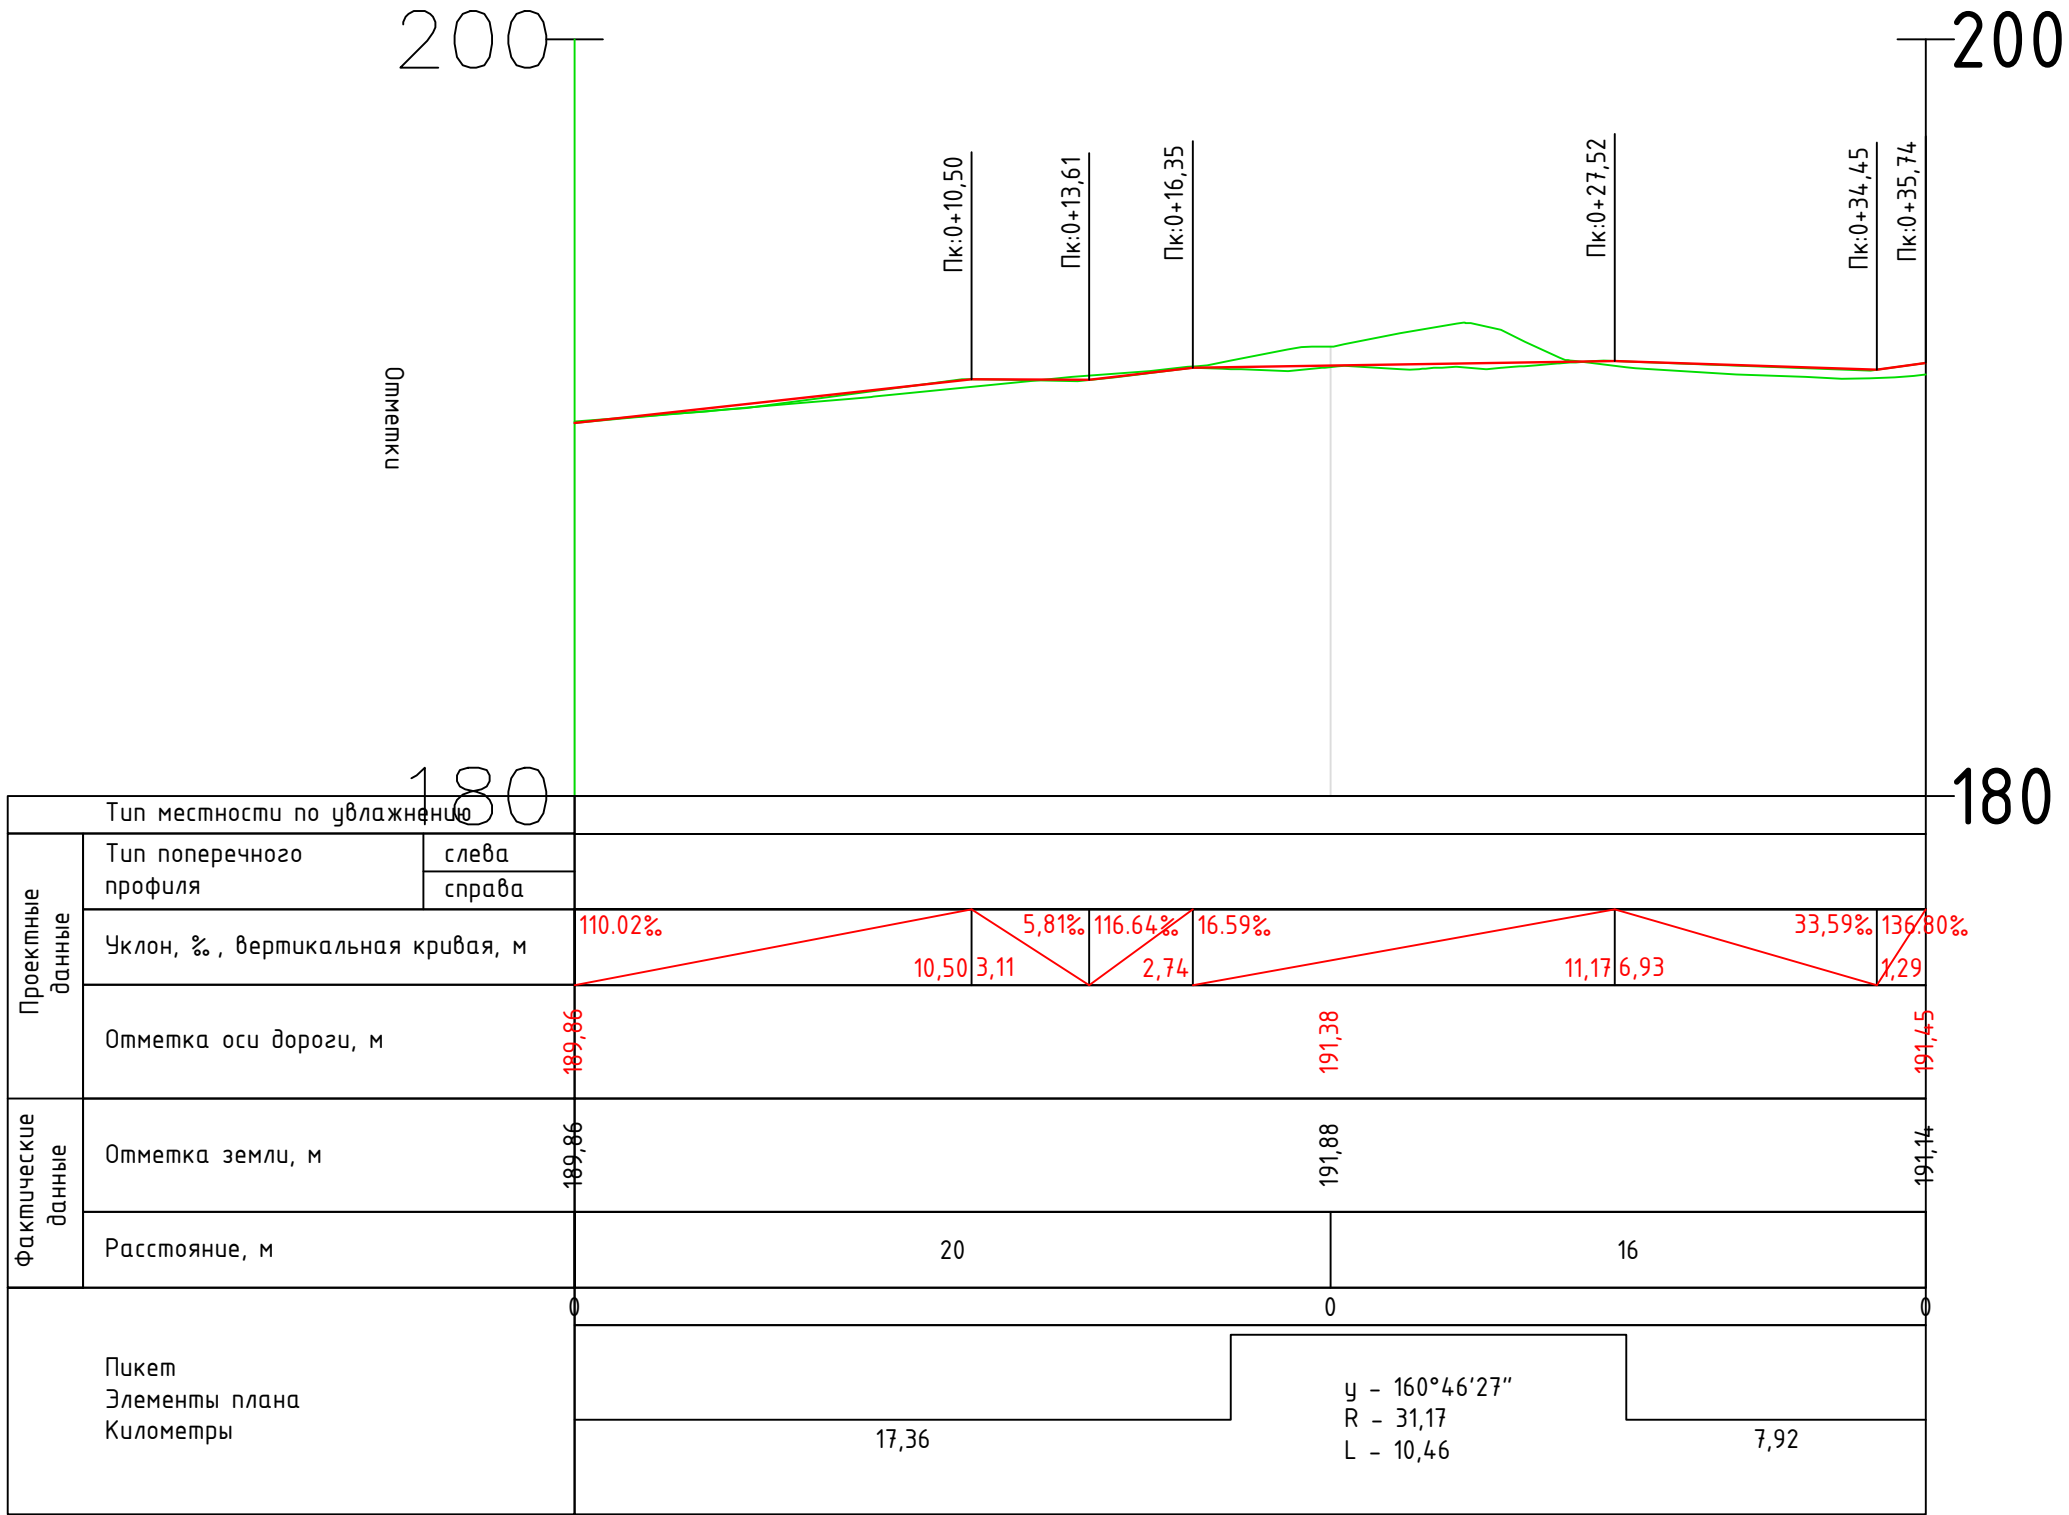 200
200
Пк:0+10,50
Пк:0+13,61
Пк:0+16,35
Пк:0+27,52
Пк:0+34,45
Пк:0+35,74
Отметки
180
180
Тип местности по увлажнению
Проектные
данные
Тип поперечного
профиля
слева
справа
Уклон, ‰, вертикальная кривая, м
110.02‰
5,81‰
116.64‰
16.59‰
33,59‰
136.80‰
10,50
3,11
2,74
11,17
6,93
1,29
Отметка оси дороги, м
189,86
191,38
191,45
Фактические
данные
Отметка земли, м
189,86
191,88
191,14
Расстояние, м
20
16
0
0
0
Пикет
Элементы плана
Километры
17,36
у - 160°46'27"
R - 31,17
L - 10,46
7,92